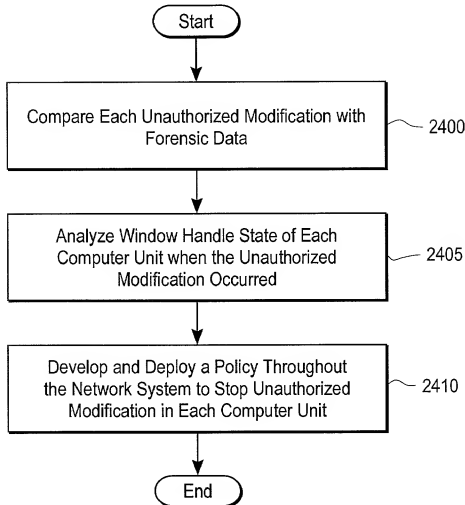 Start
Compare Each Unauthorized Modification with
Forensic Data
2400
Analyze Window Handle State of Each
Computer Unit when the Unauthorized
Modification Occurred
2405
Develop and Deploy a Policy Throughout
the Network System to Stop Unauthorized
Modification in Each Computer Unit
2410
End